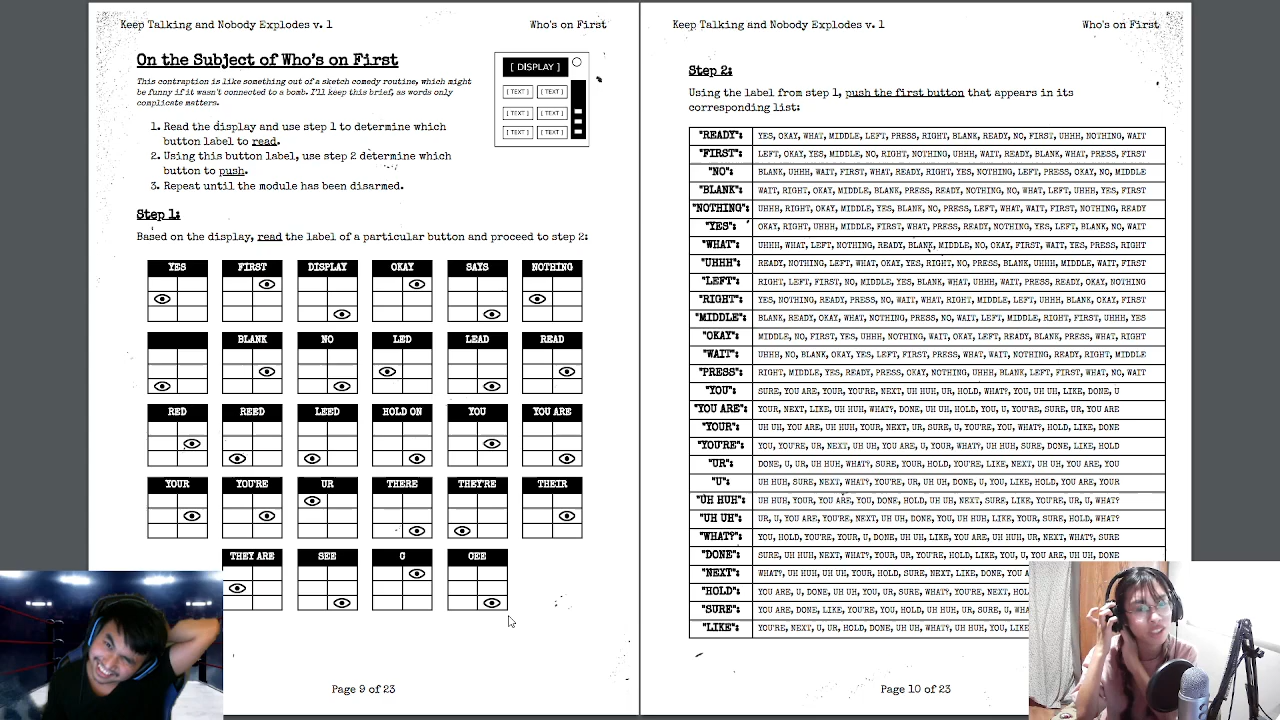 Keep Talking and Nobody Explodes v. 1
Who's on First
On the Subject of Who's on First
This contraption is like something out of a sketch comedy routine, which might
be funny if it wasn't connected to a bomb. I'll keep this brief, as words only
complicate matters.
1. Read the display and use step 1 to determine which
button label to read.
2. Using this button label, use step 2 determine which
button to push.
3. Repeat until the module has been disarmed.
[ DISPLAY ]
[ TEXT ] [ TEXT ]
[ TEXT ] [ TEXT ]
[ TEXT ] [ TEXT ]
Step 1:
Based on the display, read the label of a particular button and proceed to step 2:
YES FIRST DISPLAY OKAY SAYS NOTHING
BLANK NO LED LEAD READ
RED REED LEED HOLD ON YOU YOU ARE
YOUR YOU'RE UR THERE THEY'RE THEIR
THEY ARE SEE C CEE
Page 9 of 23
Keep Talking and Nobody Explodes v. 1
Who's on First
Step 2:
Using the label from step 1, push the first button that appears in its
corresponding list:
"READY": YES, OKAY, WHAT, MIDDLE, LEFT, PRESS, RIGHT, BLANK, READY, NO, FIRST, UHHH, NOTHING, WAIT
"FIRST": LEFT, OKAY, YES, MIDDLE, NO, RIGHT, NOTHING, UHHH, WAIT, READY, BLANK, WHAT, PRESS, FIRST
"NO": BLANK, UHHH, WAIT, FIRST, WHAT, READY, RIGHT, YES, NOTHING, LEFT, PRESS, OKAY, NO, MIDDLE
"BLANK": WAIT, RIGHT, OKAY, MIDDLE, BLANK, PRESS, READY, NOTHING, NO, WHAT, LEFT, UHHH, YES, FIRST
"NOTHING": UHHH, RIGHT, OKAY, MIDDLE, YES, BLANK, NO, PRESS, LEFT, WHAT, WAIT, FIRST, NOTHING, READY
"YES": OKAY, RIGHT, UHHH, MIDDLE, FIRST, WHAT, PRESS, READY, NOTHING, YES, LEFT, BLANK, NO, WAIT
"WHAT": UHHH, WHAT, LEFT, NOTHING, READY, BLANK, MIDDLE, NO, OKAY, FIRST, WAIT, YES, PRESS, RIGHT
"UHHH": READY, NOTHING, LEFT, WHAT, OKAY, YES, RIGHT, NO, PRESS, BLANK, UHHH, MIDDLE, WAIT, FIRST
"LEFT": RIGHT, LEFT, FIRST, NO, MIDDLE, YES, BLANK, WHAT, UHHH, WAIT, PRESS, READY, OKAY, NOTHING
"RIGHT": YES, NOTHING, READY, PRESS, NO, WAIT, WHAT, RIGHT, MIDDLE, LEFT, UHHH, BLANK, OKAY, FIRST
"MIDDLE": BLANK, READY, OKAY, WHAT, NOTHING, PRESS, NO, WAIT, LEFT, MIDDLE, RIGHT, FIRST, UHHH, YES
"OKAY": MIDDLE, NO, FIRST, YES, UHHH, NOTHING, WAIT, OKAY, LEFT, READY, BLANK, PRESS, WHAT, RIGHT
"WAIT": UHHH, NO, BLANK, OKAY, YES, LEFT, FIRST, PRESS, WHAT, WAIT, NOTHING, READY, RIGHT, MIDDLE
"PRESS": RIGHT, MIDDLE, YES, READY, PRESS, OKAY, NOTHING, UHHH, BLANK, LEFT, FIRST, WHAT, NO, WAIT
"YOU": SURE, YOU ARE, YOUR, YOU'RE, NEXT, UH HUH, UR, HOLD, WHAT?, YOU, UH UH, LIKE, DONE, U
"YOU ARE": YOUR, NEXT, LIKE, UH HUH, WHAT?, DONE, UH UH, HOLD, YOU, U, YOU'RE, SURE, UR, YOU ARE
"YOUR": UH UH, YOU ARE, UH HUH, YOUR, NEXT, UR, SURE, U, YOU'RE, YOU, WHAT?, HOLD, LIKE, DONE
"YOU'RE": YOU, YOU'RE, UR, NEXT, UH UH, YOU ARE, U, YOUR, WHAT?, UH HUH, SURE, DONE, LIKE, HOLD
"UR": DONE, U, UR, UH HUH, WHAT?, SURE, YOUR, HOLD, YOU'RE, LIKE, NEXT, UH UH, YOU ARE, YOU
"U": UH HUH, SURE, NEXT, WHAT?, YOU'RE, UR, UH UH, DONE, U, YOU, LIKE, HOLD, YOU ARE, YOUR
"UH HUH": UH HUH, YOUR, YOU ARE, YOU, DONE, HOLD, UH UH, NEXT, SURE, LIKE, YOU'RE, UR, U, WHAT?
"UH UH": UR, U, YOU ARE, YOU'RE, NEXT, UH UH, DONE, YOU, UH HUH, LIKE, YOUR, SURE, HOLD, WHAT?
"WHAT?": YOU, HOLD, YOU'RE, YOUR, U, DONE, UH UH, LIKE, YOU ARE, UH HUH, UR, NEXT, WHAT?, SURE
"DONE": SURE, UH HUH, NEXT, WHAT?, YOUR, UR, YOU'RE, HOLD, LIKE, YOU, U, YOU ARE, UH UH, DONE
"NEXT": WHAT?, UH HUH, UH UH, YOUR, HOLD, SURE, NEXT, LIKE, DONE, YOU A
"HOLD": YOU ARE, U, DONE, UH UH, YOU, UR, SURE, WHAT?, YOU'RE, NEXT, HOL
"SURE": YOU ARE, DONE, LIKE, YOU'RE, YOU, HOLD, UH HUH, UR, SURE, U, WHA
"LIKE": YOU'RE, NEXT, U, UR, HOLD, DONE, UH UH, WHAT?, UH HUH, YOU, LIK
Page 10 of 23